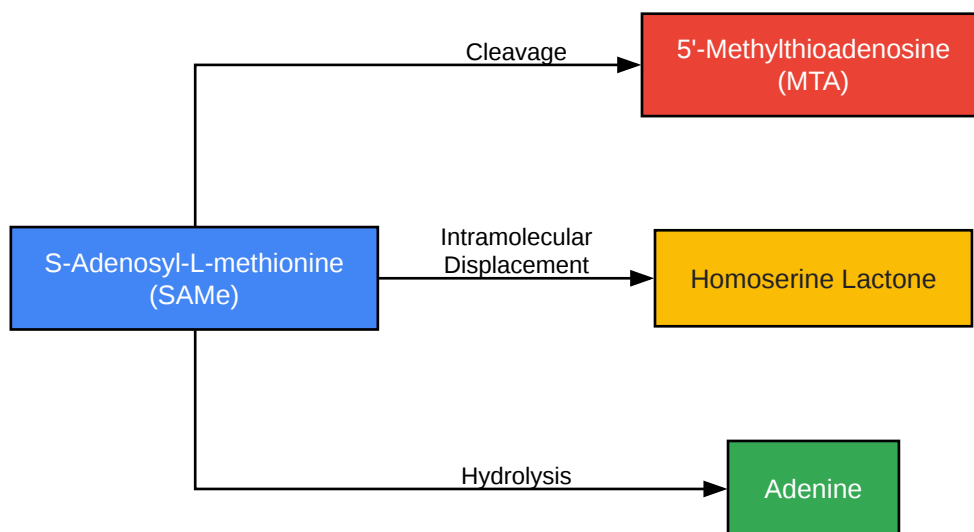 Cleavage
5'-Methylthioadenosine
(MTA)
S-Adenosyl-L-methionine
(SAMe)
Intramolecular
Displacement
Homoserine Lactone
Hydrolysis
Adenine